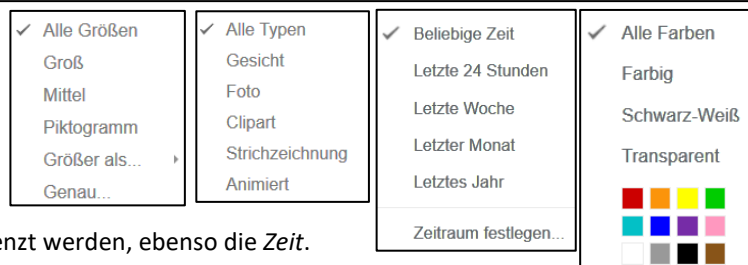 ✓ Alle Größen
Groß
Mittel
Piktogramm
Größer als...
Genau...
✓ Alle Typen
Gesicht
Foto
Clipart
Strichzeichnung
Animiert
✓ Beliebige Zeit
Letzte 24 Stunden
Letzte Woche
Letzter Monat
Letztes Jahr
Zeitraum festlegen...
✓ Alle Farben
Farbig
Schwarz-Weiß
Transparent
enzt werden, ebenso die Zeit.